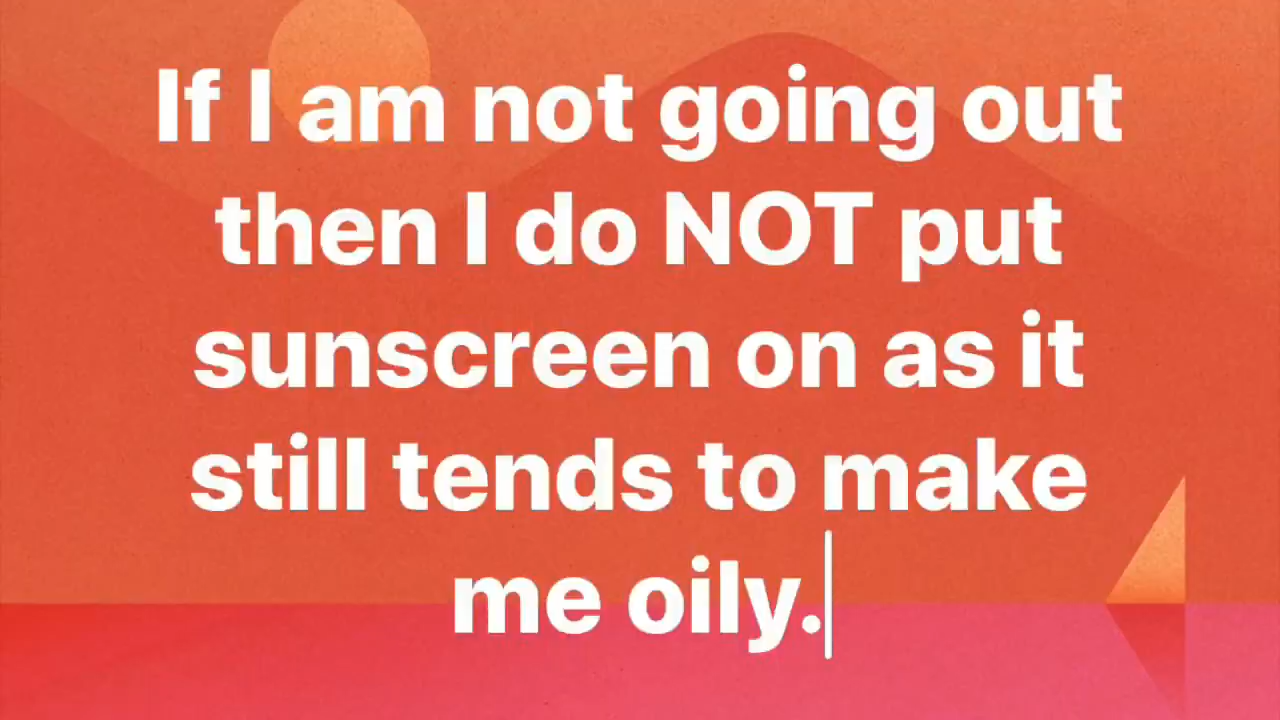 If I am not going out
then I do NOT put
sunscreen on as it
still tends to make
me oily.